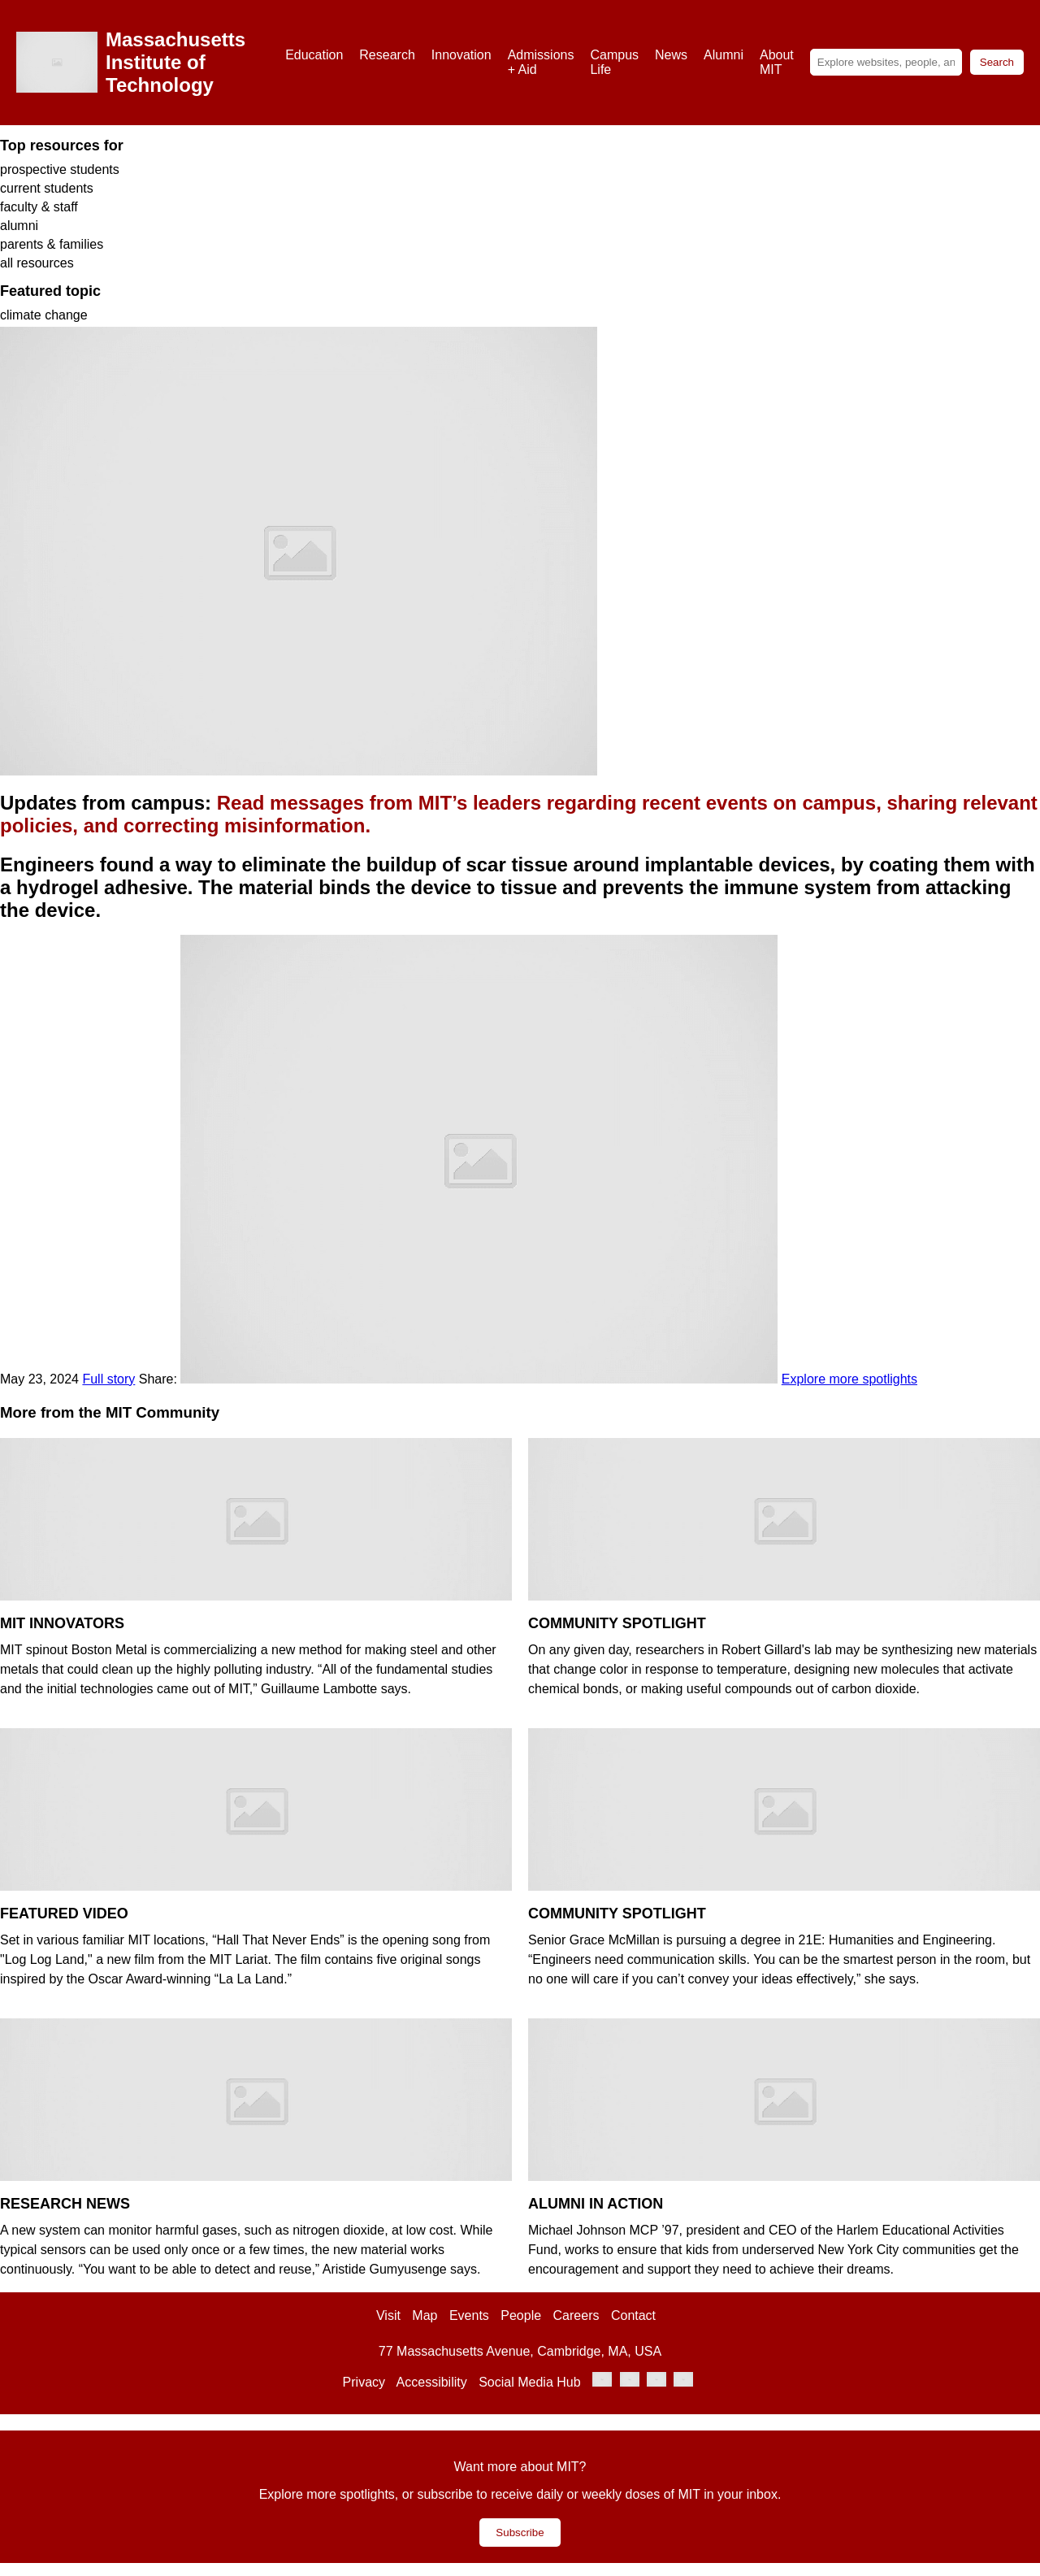 Massachusetts
Institute of
Technology
Education Research Innovation Admissions + Aid Campus Life News Alumni About MIT
Explore websites, people, an
Search
Top resources for
prospective students
current students
faculty & staff
alumni
parents & families
all resources
Featured topic
climate change
Updates from campus: Read messages from MIT’s leaders regarding recent events on campus, sharing relevant
policies, and correcting misinformation.
Engineers found a way to eliminate the buildup of scar tissue around implantable devices, by coating them with
a hydrogel adhesive. The material binds the device to tissue and prevents the immune system from attacking
the device.
May 23, 2024 Full story Share: Explore more spotlights
More from the MIT Community
MIT INNOVATORS
MIT spinout Boston Metal is commercializing a new method for making steel and other
metals that could clean up the highly polluting industry. “All of the fundamental studies
and the initial technologies came out of MIT,” Guillaume Lambotte says.
COMMUNITY SPOTLIGHT
On any given day, researchers in Robert Gillard's lab may be synthesizing new materials
that change color in response to temperature, designing new molecules that activate
chemical bonds, or making useful compounds out of carbon dioxide.
FEATURED VIDEO
Set in various familiar MIT locations, “Hall That Never Ends” is the opening song from
"Log Log Land," a new film from the MIT Lariat. The film contains five original songs
inspired by the Oscar Award-winning “La La Land.”
COMMUNITY SPOTLIGHT
Senior Grace McMillan is pursuing a degree in 21E: Humanities and Engineering.
“Engineers need communication skills. You can be the smartest person in the room, but
no one will care if you can’t convey your ideas effectively,” she says.
RESEARCH NEWS
A new system can monitor harmful gases, such as nitrogen dioxide, at low cost. While
typical sensors can be used only once or a few times, the new material works
continuously. “You want to be able to detect and reuse,” Aristide Gumyusenge says.
ALUMNI IN ACTION
Michael Johnson MCP ’97, president and CEO of the Harlem Educational Activities
Fund, works to ensure that kids from underserved New York City communities get the
encouragement and support they need to achieve their dreams.
Visit Map Events People Careers Contact
77 Massachusetts Avenue, Cambridge, MA, USA
Privacy Accessibility Social Media Hub
Want more about MIT?
Explore more spotlights, or subscribe to receive daily or weekly doses of MIT in your inbox.
Subscribe